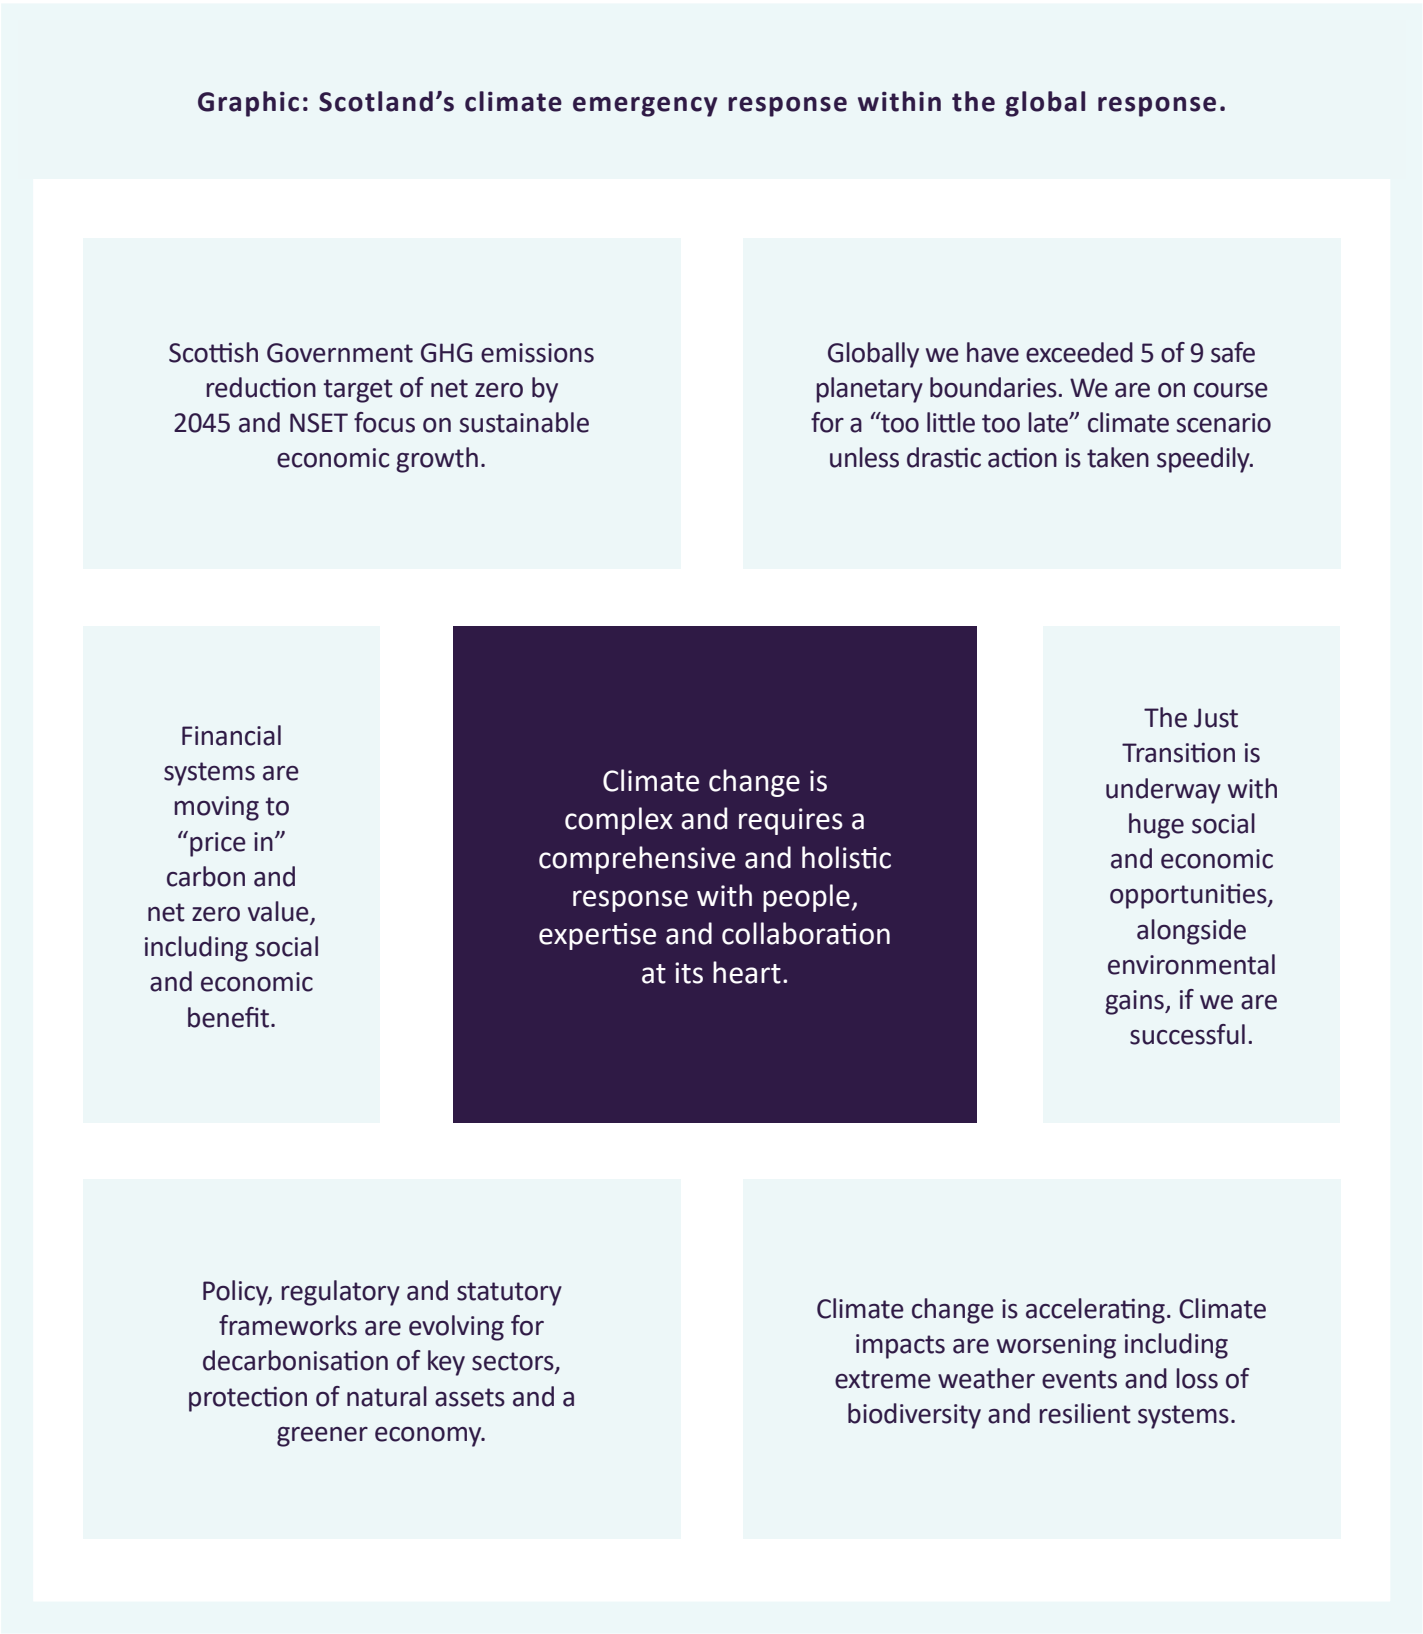 Graphic: Scotland’s climate emergency response within the global response.
Scottish Government GHG emissions
reduction target of net zero by
2045 and NSET focus on sustainable
economic growth.
Globally we have exceeded 5 of 9 safe
planetary boundaries. We are on course
for a “too little too late” climate scenario
unless drastic action is taken speedily.
Financial
systems are
moving to
“price in”
carbon and
net zero value,
including social
and economic
benefit.
Climate change is
complex and requires a
comprehensive and holistic
response with people,
expertise and collaboration
at its heart.
The Just
Transition is
underway with
huge social
and economic
opportunities,
alongside
environmental
gains, if we are
successful.
Policy, regulatory and statutory
frameworks are evolving for
decarbonisation of key sectors,
protection of natural assets and a
greener economy.
Climate change is accelerating. Climate
impacts are worsening including
extreme weather events and loss of
biodiversity and resilient systems.